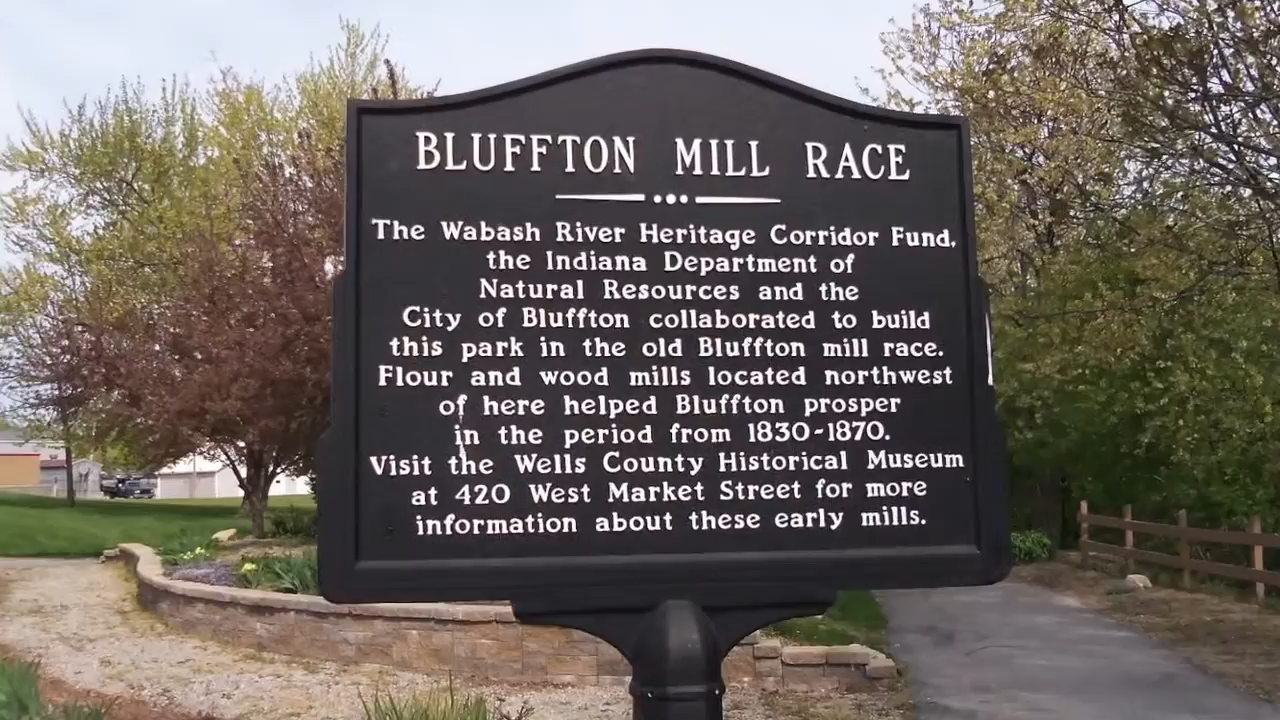 BLUFFTON MILL RACE
The Wabash River Heritage Corridor Fund,
the Indiana Department of
Natural Resources and the
City of Bluffton collaborated to build
this park in the old Bluffton mill race.
Flour and wood mills located northwest
of here helped Bluffton prosper
in the period from 1830-1870.
Visit the Wells County Historical Museum
at 420 West Market Street for more
information about these early mills.